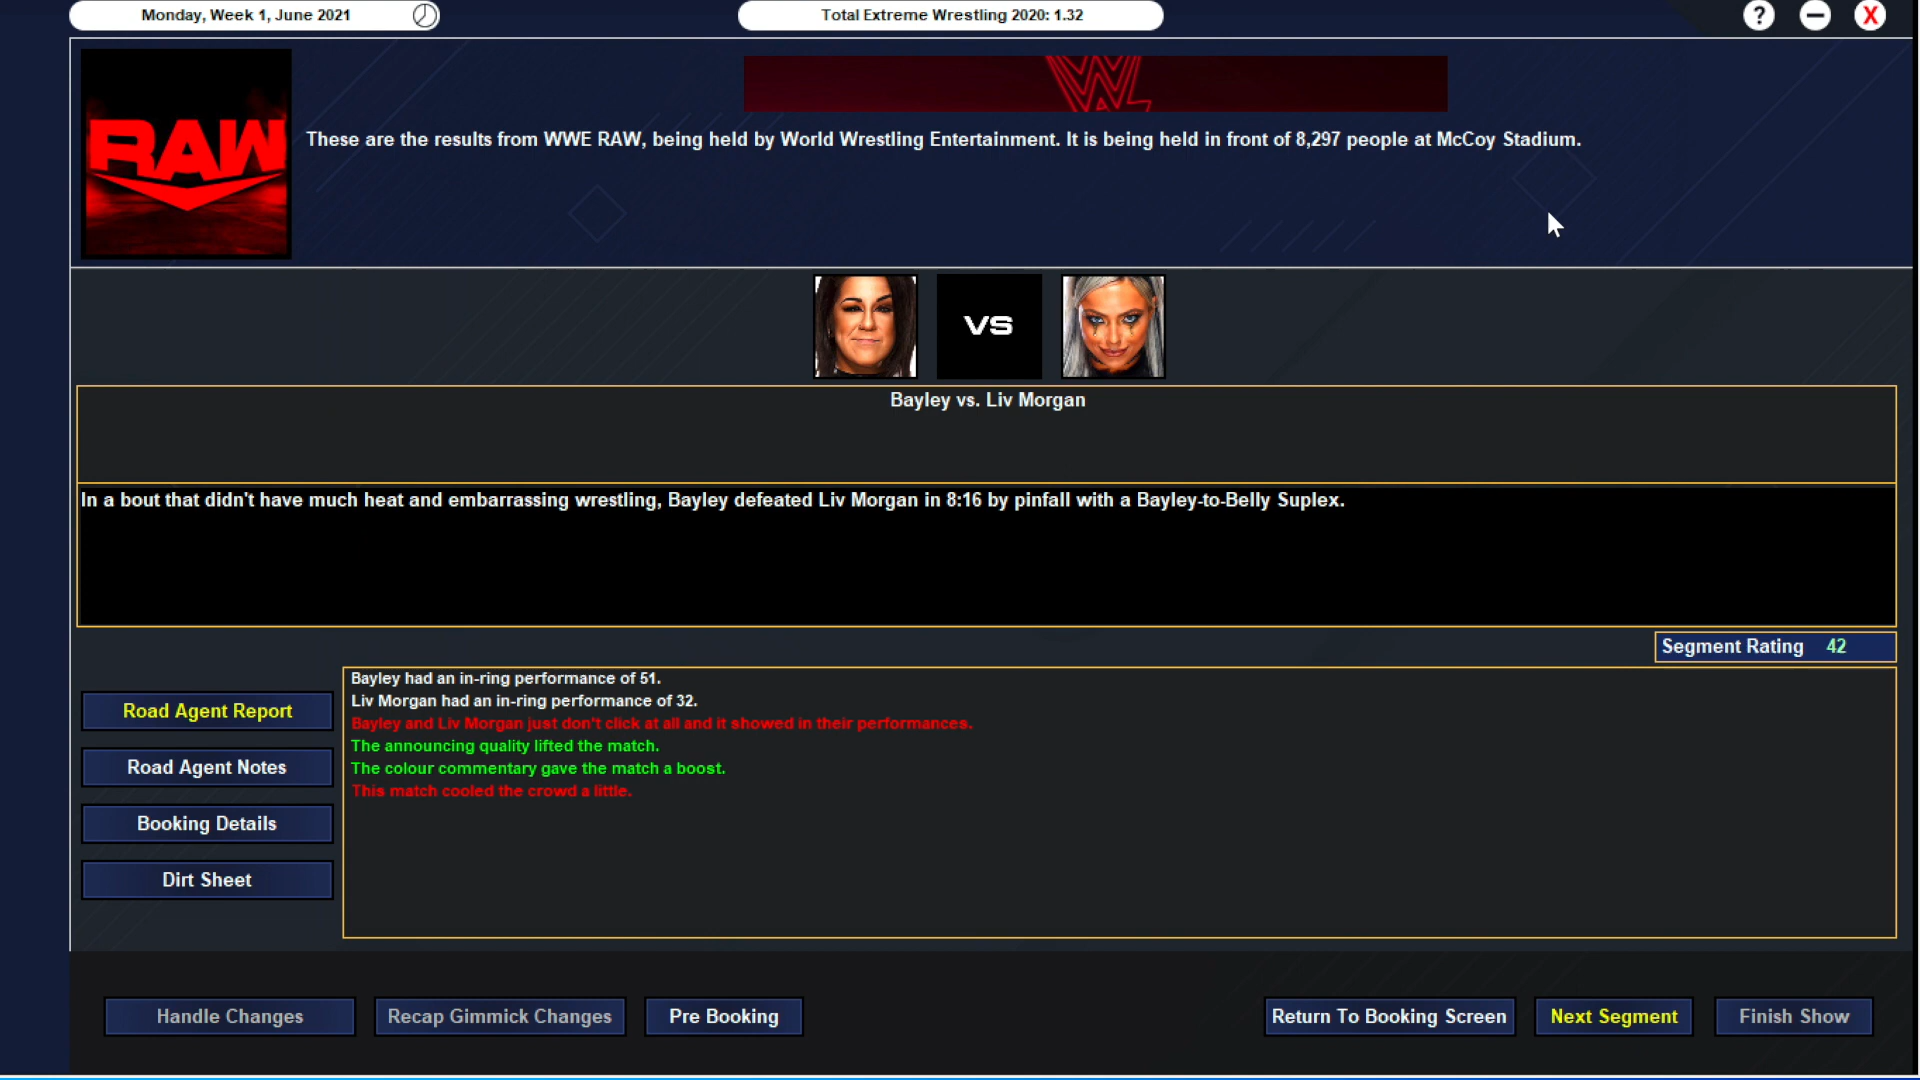 Monday, Week 1, June 2021
Total Extreme Wrestling 2020: 1.32
?
X
W
RAW
These are the results from WWE RAW, being held by World Wrestling Entertainment. It is being held in front of 8,297 people at McCoy Stadium.
VS
Bayley vs. Liv Morgan
In a bout that didn't have much heat and embarrassing wrestling, Bayley defeated Liv Morgan in 8:16 by pinfall with a Bayley-to-Belly Suplex.
Segment Rating 42
Road Agent Report
Road Agent Notes
Booking Details
Dirt Sheet
Bayley had an in-ring performance of 51.
Liv Morgan had an in-ring performance of 32.
Bayley and Liv Morgan just don't click at all and it showed in their performances.
The announcing quality lifted the match.
The colour commentary gave the match a boost.
This match cooled the crowd a little.
Handle Changes
Recap Gimmick Changes
Pre Booking
Return To Booking Screen
Next Segment
Finish Show